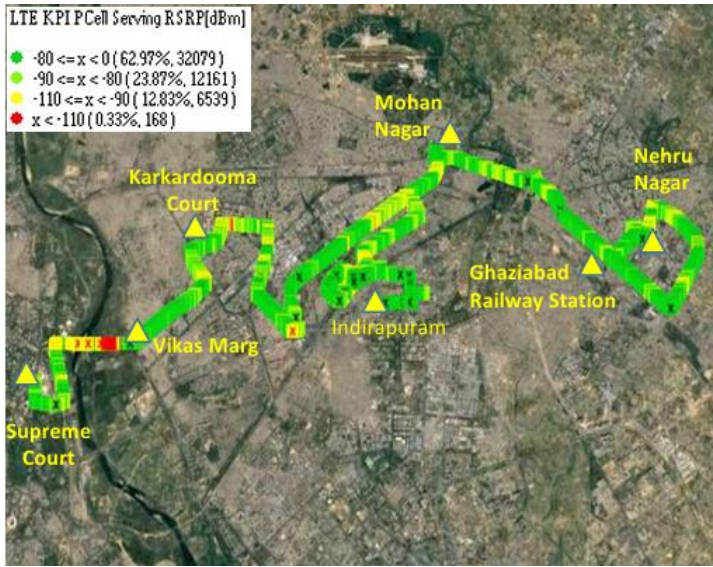 LTE KPI PCell Serving RSRP[dBm]
-80 <= x < 0 ( 62.97%, 32079)
-90 <= x < -80 ( 23.87%, 12161)
-110 <= x < -90 ( 12.83%, 6539)
x < -110 ( 0.33%, 168 )
Mohan
Nagar
Nehru
Nagar
Karkardooma
Court
Ghaziabad
Railway Station
Indirapuram
Vikas Marg
Supreme
Court